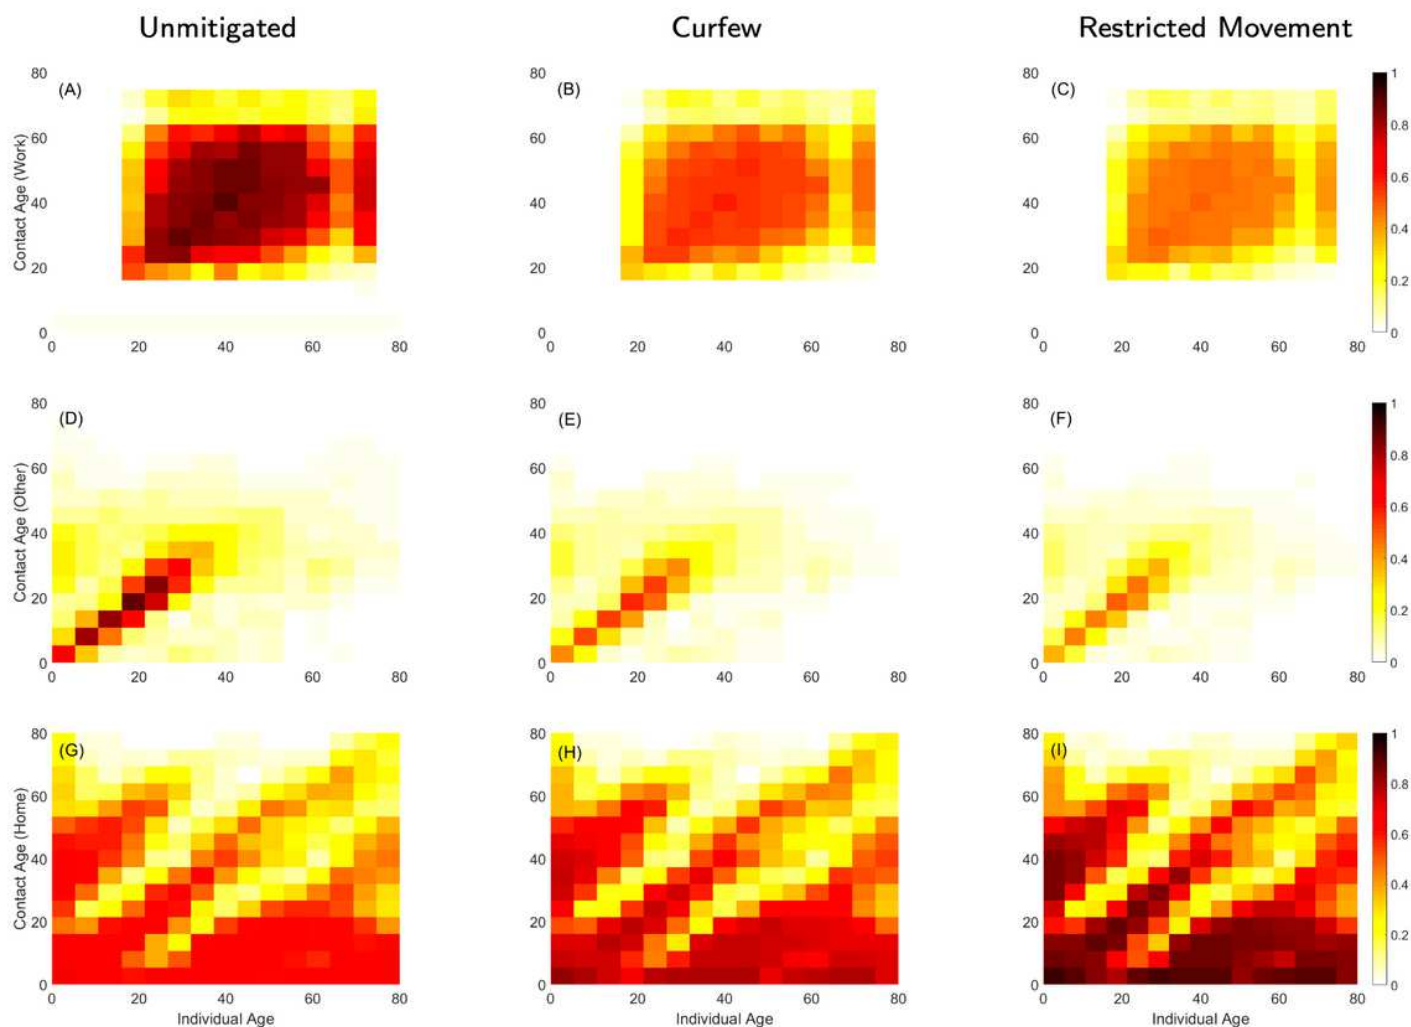 Unmitigated Curfew Restricted Movement
(A) (B) (C)
Contact Age (Work)
80 60 40 20 0
0 20 40 60 80
80 60 40 20 0
0 20 40 60 80
80 60 40 20 0
0 20 40 60 80
1 0.8 0.6 0.4 0.2 0
(D) (E) (F)
Contact Age (Other)
80 60 40 20 0
0 20 40 60 80
80 60 40 20 0
0 20 40 60 80
80 60 40 20 0
0 20 40 60 80
1 0.8 0.6 0.4 0.2 0
(G) (H) (I)
Contact Age (Home)
80 60 40 20 0
0 20 40 60 80
80 60 40 20 0
0 20 40 60 80
80 60 40 20 0
0 20 40 60 80
1 0.8 0.6 0.4 0.2 0
Individual Age Individual Age Individual Age